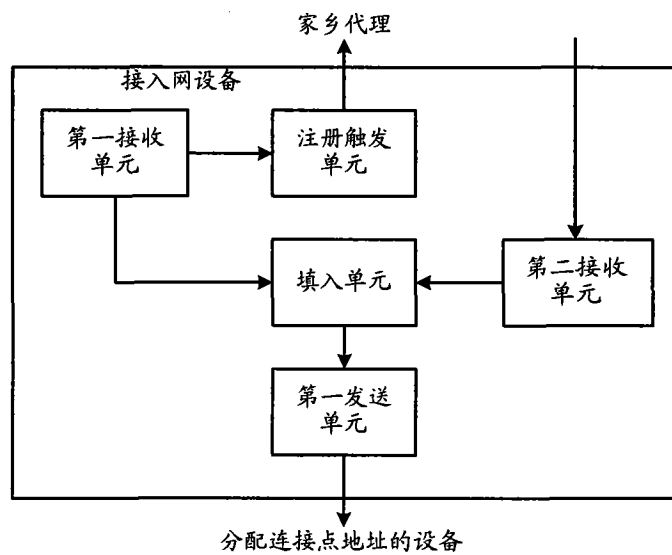 家乡代理
接入网设备
第一接收
单元
注册触发
单元
填入单元
第二接收
单元
第一发送
单元
分配连接点地址的设备